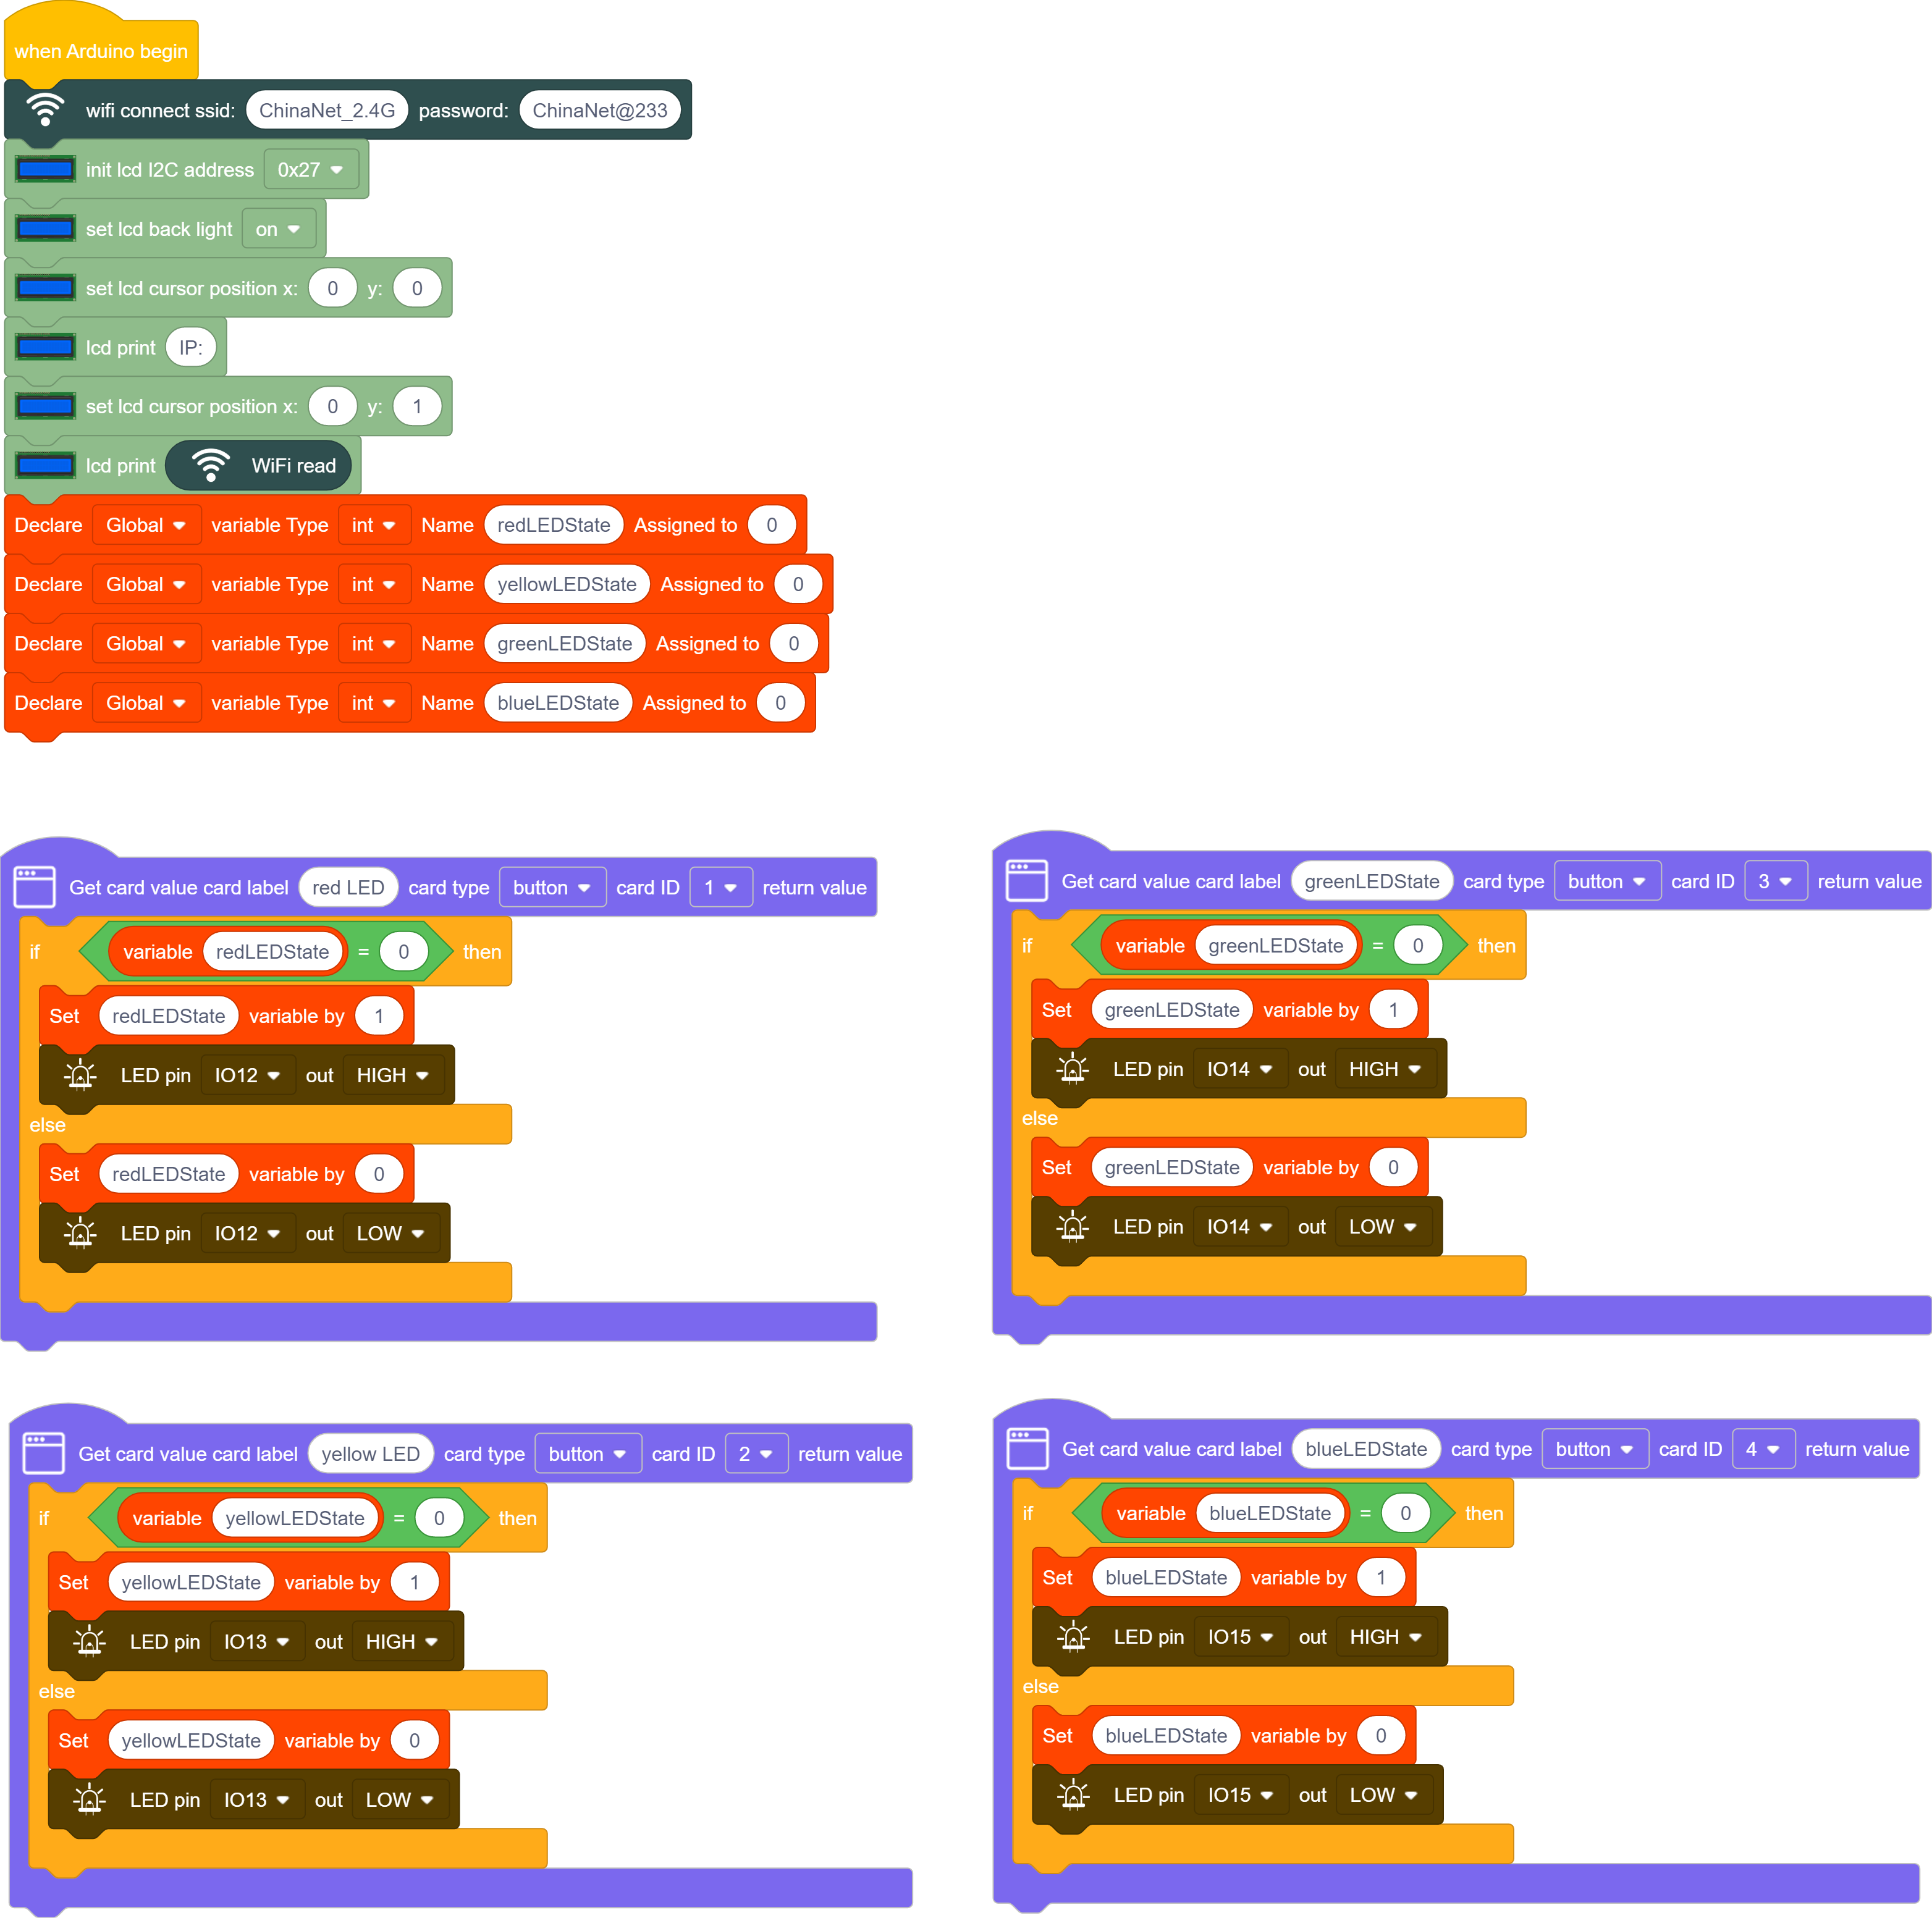 when Arduino begin
wifi connect ssid: ChinaNet_2.4G password: ChinaNet@233
init lcd I2C address 0x27
set lcd back light on
set lcd cursor position x: 0 y: 0
lcd print IP:
set lcd cursor position x: 0 y: 1
lcd print WiFi read
Declare Global variable Type int Name redLEDState Assigned to 0
Declare Global variable Type int Name yellowLEDState Assigned to 0
Declare Global variable Type int Name greenLEDState Assigned to 0
Declare Global variable Type int Name blueLEDState Assigned to 0
Get card value card label red LED card type button card ID 1 return value
if variable redLEDState = 0 then
Set redLEDState variable by 1
LED pin IO12 out HIGH
else
Set redLEDState variable by 0
LED pin IO12 out LOW
Get card value card label greenLEDState card type button card ID 3 return value
if variable greenLEDState = 0 then
Set greenLEDState variable by 1
LED pin IO14 out HIGH
else
Set greenLEDState variable by 0
LED pin IO14 out LOW
Get card value card label yellow LED card type button card ID 2 return value
if variable yellowLEDState = 0 then
Set yellowLEDState variable by 1
LED pin IO13 out HIGH
else
Set yellowLEDState variable by 0
LED pin IO13 out LOW
Get card value card label blueLEDState card type button card ID 4 return value
if variable blueLEDState = 0 then
Set blueLEDState variable by 1
LED pin IO15 out HIGH
else
Set blueLEDState variable by 0
LED pin IO15 out LOW